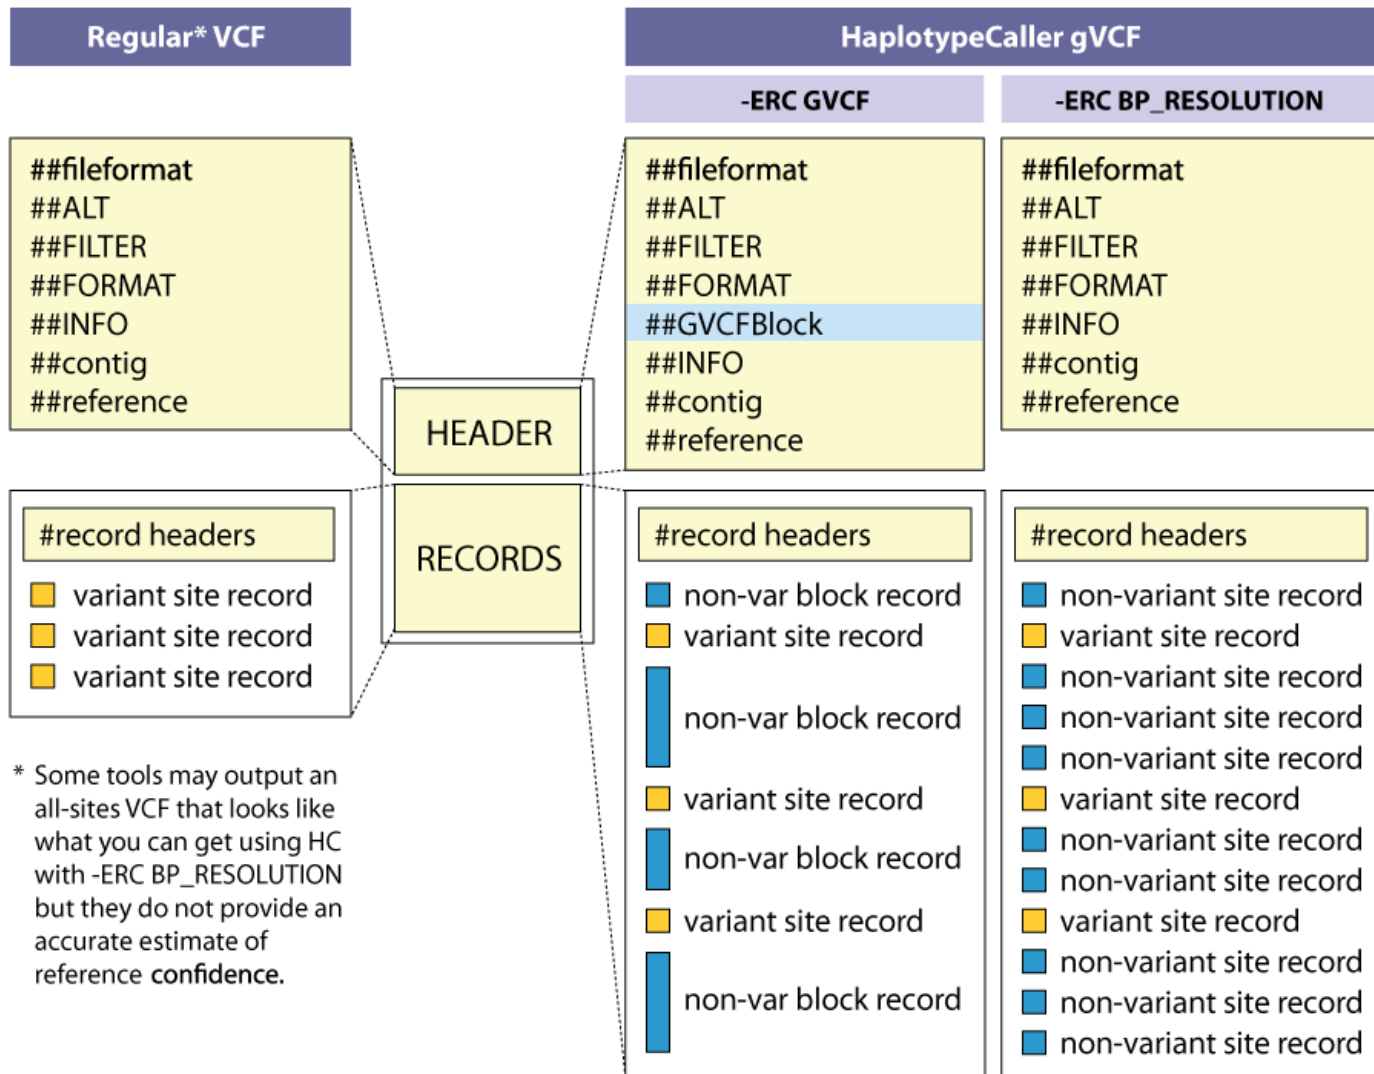 Regular* VCF
HaplotypeCaller gVCF
-ERC GVCF
-ERC BP_RESOLUTION
##fileformat
##ALT
##FILTER
##FORMAT
##INFO
##contig
##reference
##fileformat
##ALT
##FILTER
##FORMAT
##GVCFBlock
##INFO
##contig
##reference
##fileformat
##ALT
##FILTER
##FORMAT
##INFO
##contig
##reference
HEADER
RECORDS
#record headers
variant site record
variant site record
variant site record
* Some tools may output an
all-sites VCF that looks like
what you can get using HC
with -ERC BP_RESOLUTION
but they do not provide an
accurate estimate of
reference confidence.
#record headers
non-var block record
variant site record
non-var block record
variant site record
non-var block record
variant site record
non-var block record
#record headers
non-variant site record
variant site record
non-variant site record
non-variant site record
non-variant site record
variant site record
non-variant site record
non-variant site record
variant site record
non-variant site record
non-variant site record
non-variant site record